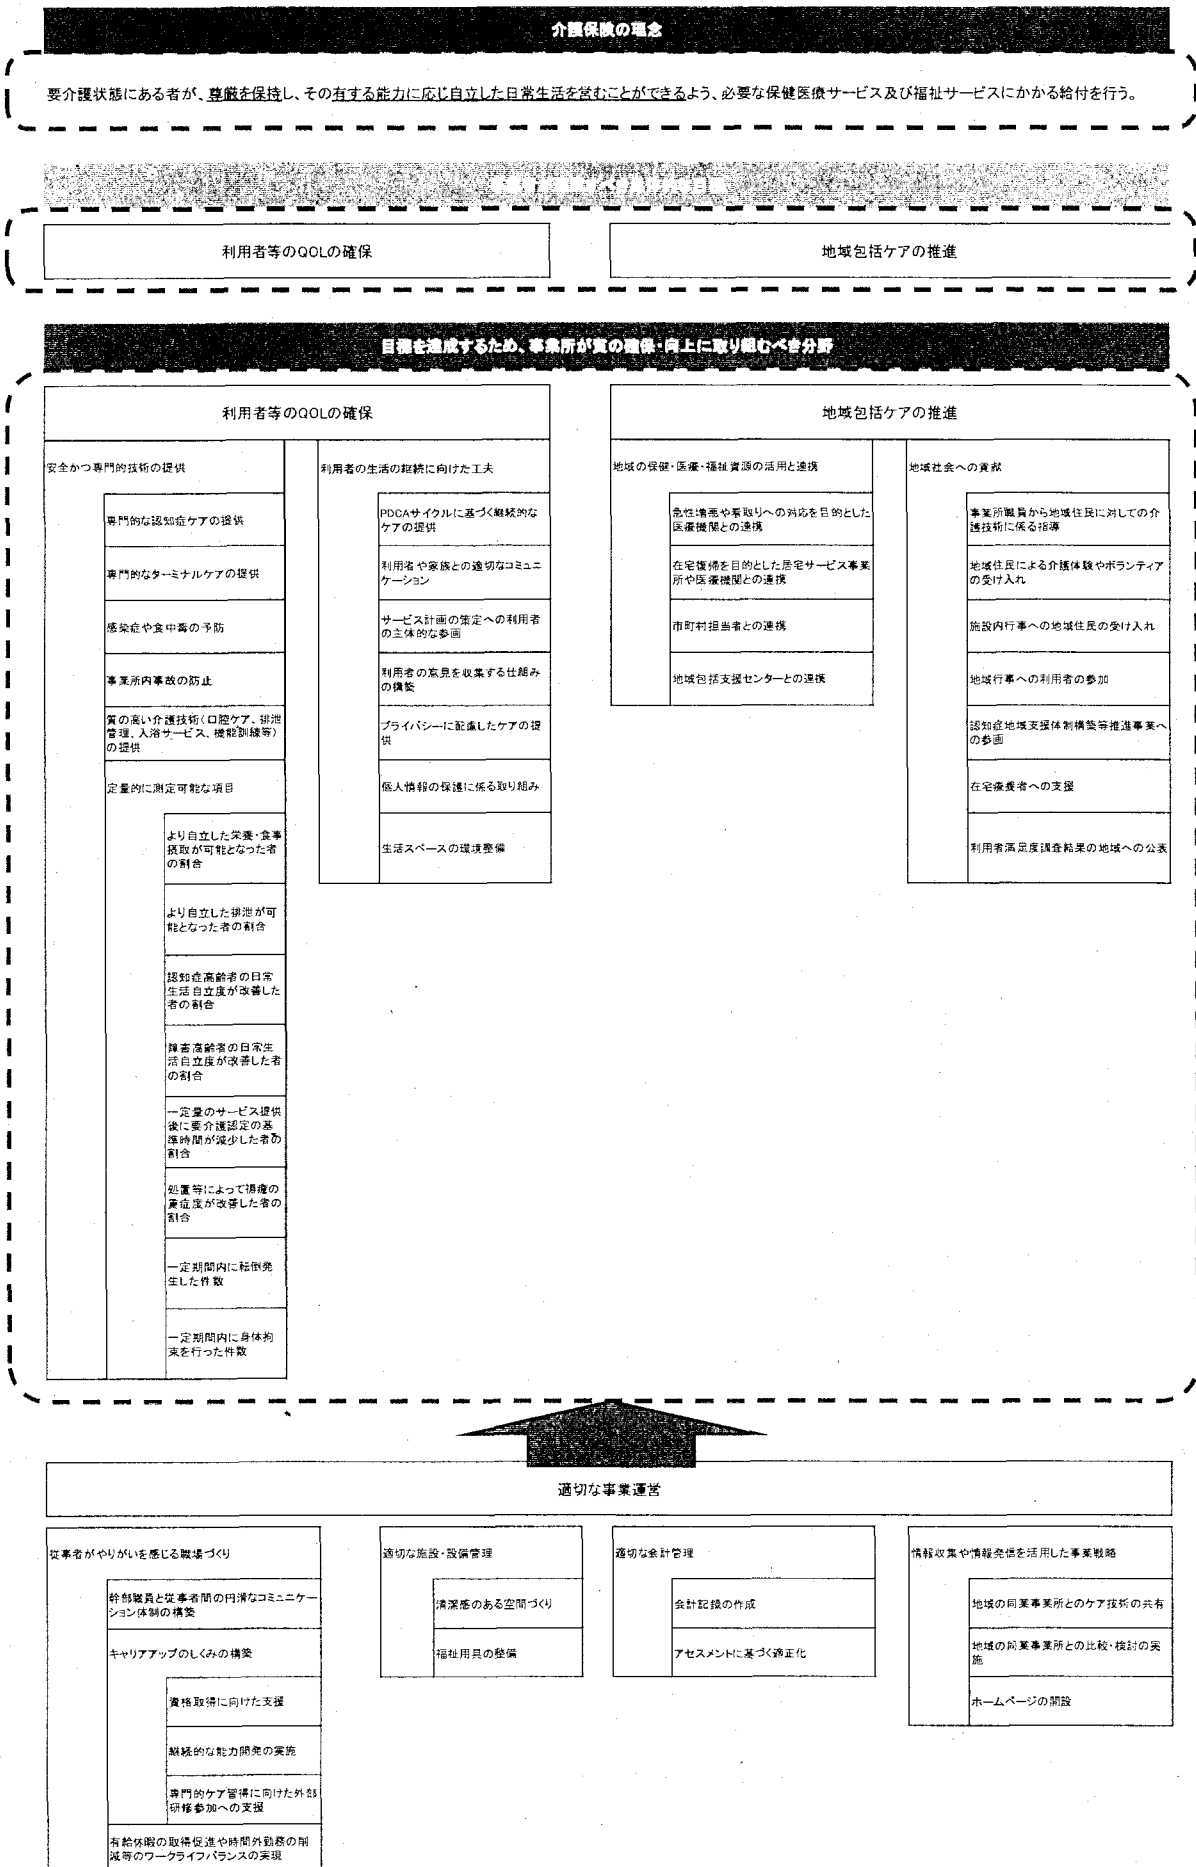 介護保険の理念
要介護状態にある者が、尊厳を保持し、その有する能力に応じ自立した日常生活を営むことができるよう、必要な保健医療サービス及び福祉サービスにかかる給付を行う。
利用者等のQOLの確保
地域包括ケアの推進
目標を達成するため、事業所が質の確保・向上に取り組むべき分野
利用者等のQOLの確保
安全かつ専門的技術の提供
専門的な認知症ケアの提供
専門的なターミナルケアの提供
感染症や食中毒の予防
事業所内事故の防止
質の高い介護技術(口腔ケア、排泄
管理、入浴サービス、機能訓練等)
の提供
定量的に測定可能な項目
より自立した栄養・食事
摂取が可能となった者
の割合
より自立した排泄が可
能となった者の割合
認知症高齢者の日常
生活自立度が改善した
者の割合
障害高齢者の日常生
活自立度が改善した者
の割合
一定量のサービス提供
後に要介護認定の基
準時間が減少した者の
割合
処置等によって褥瘡の
重症度が改善した者の
割合
一定期間内に転倒発
生した件数
一定期間内に身体拘
束を行った件数
利用者の生活の継続に向けた工夫
PDCAサイクルに基づく継続的な
ケアの提供
利用者や家族との適切なコミュニ
ケーション
サービス計画の策定への利用者
の主体的な参画
利用者の意見を収集する仕組み
の構築
プライバシーに配慮したケアの提
供
個人情報の保護に係る取り組み
生活スペースの環境整備
地域包括ケアの推進
地域の保健・医療・福祉資源の活用と連携
急性増悪や看取りへの対応を目的とした
医療機関との連携
在宅復帰を目的とした居宅サービス事業
所や医療機関との連携
市町村担当者との連携
地域包括支援センターとの連携
地域社会への貢献
事業所職員から地域住民に対しての介
護技術に係る指導
地域住民による介護体験やボランティア
の受け入れ
施設内行事への地域住民の受け入れ
地域行事への利用者の参加
認知症地域支援体制構築等推進事業へ
の参画
在宅療養者への支援
利用者満足度調査結果の地域への公表
適切な事業運営
従事者がやりがいを感じる職場づくり
幹部職員と従事者間の円滑なコミュニケー
ション体制の構築
キャリアアップのしくみの構築
資格取得に向けた支援
継続的な能力開発の実施
専門的ケア習得に向けた外部
研修参加への支援
有給休暇の取得促進や時間外勤務の削
減等のワークライフバランスの実現
適切な施設・設備管理
清潔感のある空間づくり
福祉用具の整備
適切な会計管理
会計記録の作成
アセスメントに基づく適正化
情報収集や情報発信を活用した事業戦略
地域の同業事業所とのケア技術の共有
地域の同業事業所との比較・検討の実
施
ホームページの開設